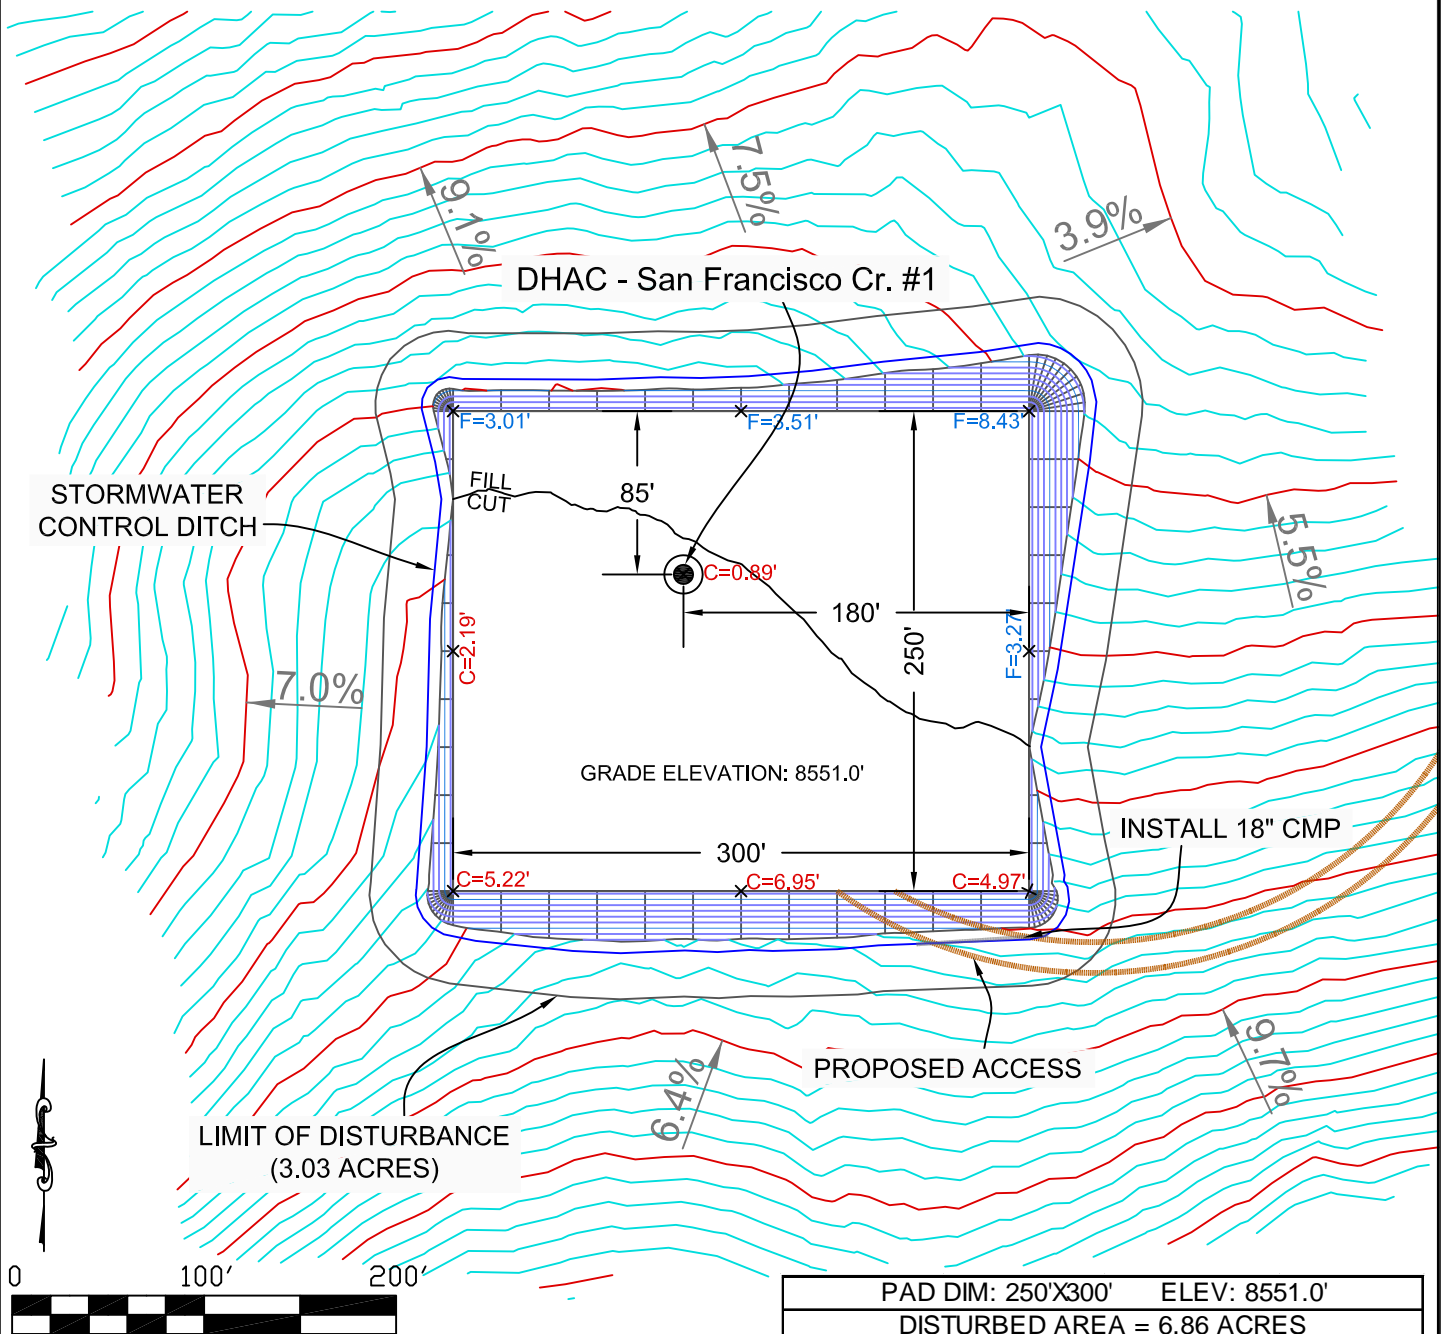 9.1%
7.5%
3.9%
DHAC - San Francisco Cr. #1
F=3.01'
F=3.51'
F=8.43'
FILL
CUT
85'
STORMWATER
CONTROL DITCH
5.5%
C=0.89'
180'
C=2.19'
F=3.27'
250'
7.0%
GRADE ELEVATION: 8551.0'
INSTALL 18" CMP
300'
C=5.22'
C=6.95'
C=4.97'
PROPOSED ACCESS
9.7%
6.4%
LIMIT OF DISTURBANCE
(3.03 ACRES)
0 100' 200'
PAD DIM: 250'X300' ELEV: 8551.0'
DISTURBED AREA = 6.86 ACRES